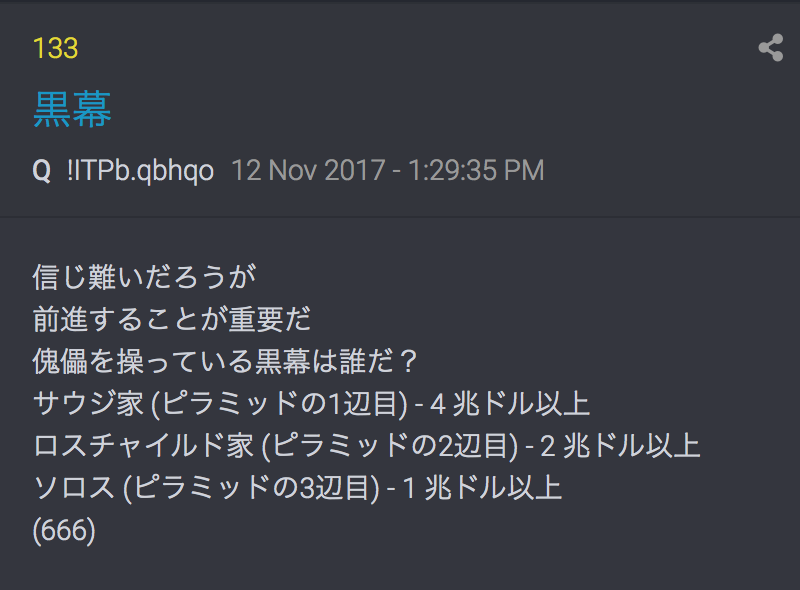 133
黒幕
Q !ITPb.qbhqo 12 Nov 2017 - 1:29:35 PM
信じ難いだろうが
前進することが重要だ
傀儡を操っている黒幕は誰だ？
サウジ家 (ピラミッドの1辺目) - 4 兆ドル以上
ロスチャイルド家 (ピラミッドの2辺目) - 2 兆ドル以上
ソロス (ピラミッドの3辺目) - 1 兆ドル以上
(666)